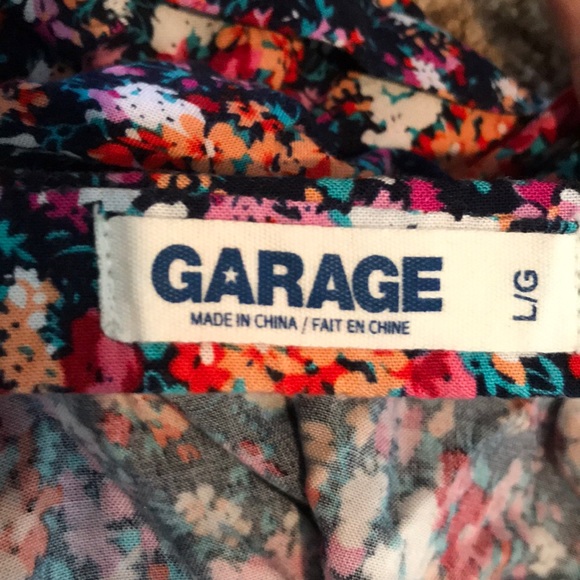 GARAGE
MADE IN CHINA / FAIT EN CHINE
L/G